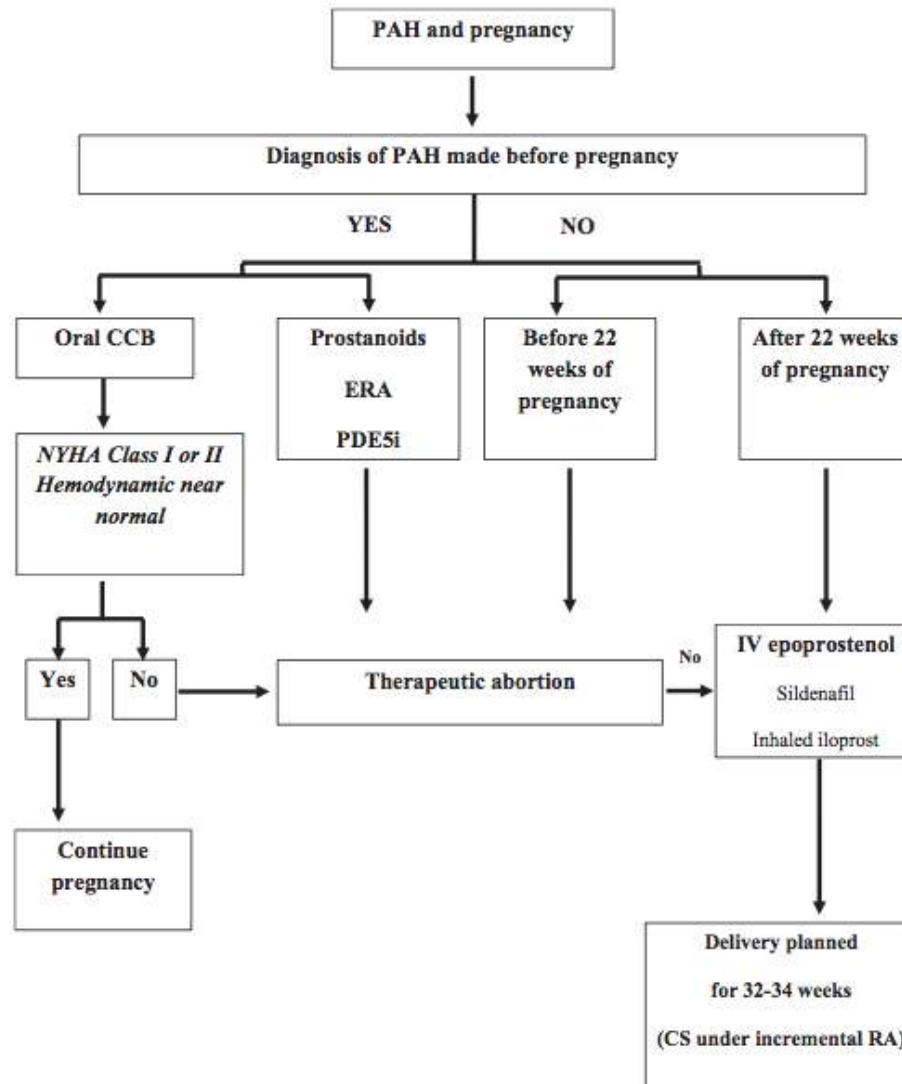 PAH and pregnancy
Diagnosis of PAH made before pregnancy
YES
NO
Oral CCB
Prostanoids
ERA
PDE5i
Before 22
weeks of
pregnancy
After 22 weeks
of pregnancy
NYHA Class I or II
Hemodynamic near
normal
Yes
No
Therapeutic abortion
No
IV epoprostenol
Sildenafil
Inhaled iloprost
Continue
pregnancy
Delivery planned
for 32-34 weeks
(CS under incremental RA)